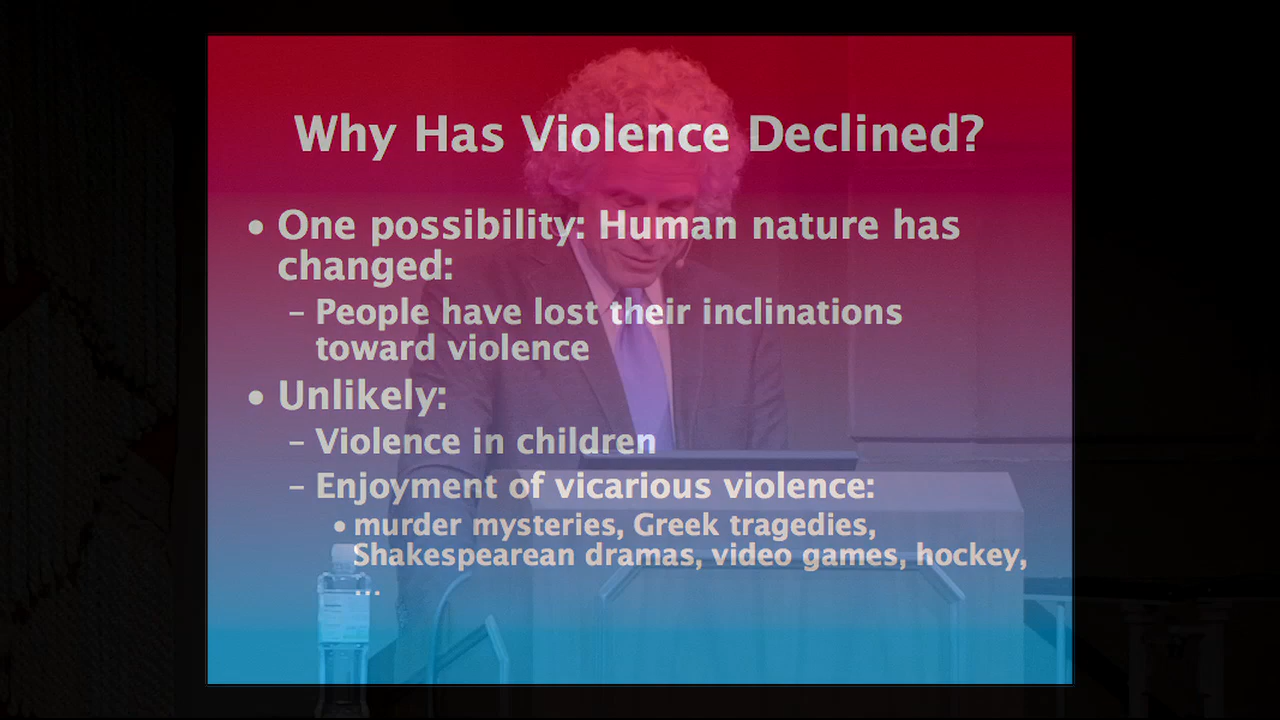 Why Has Violence Declined?
• One possibility: Human nature has
changed:
– People have lost their inclinations
toward violence
• Unlikely:
– Violence in children
– Enjoyment of vicarious violence:
• murder mysteries, Greek tragedies,
Shakespearean dramas, video games, hockey,
...